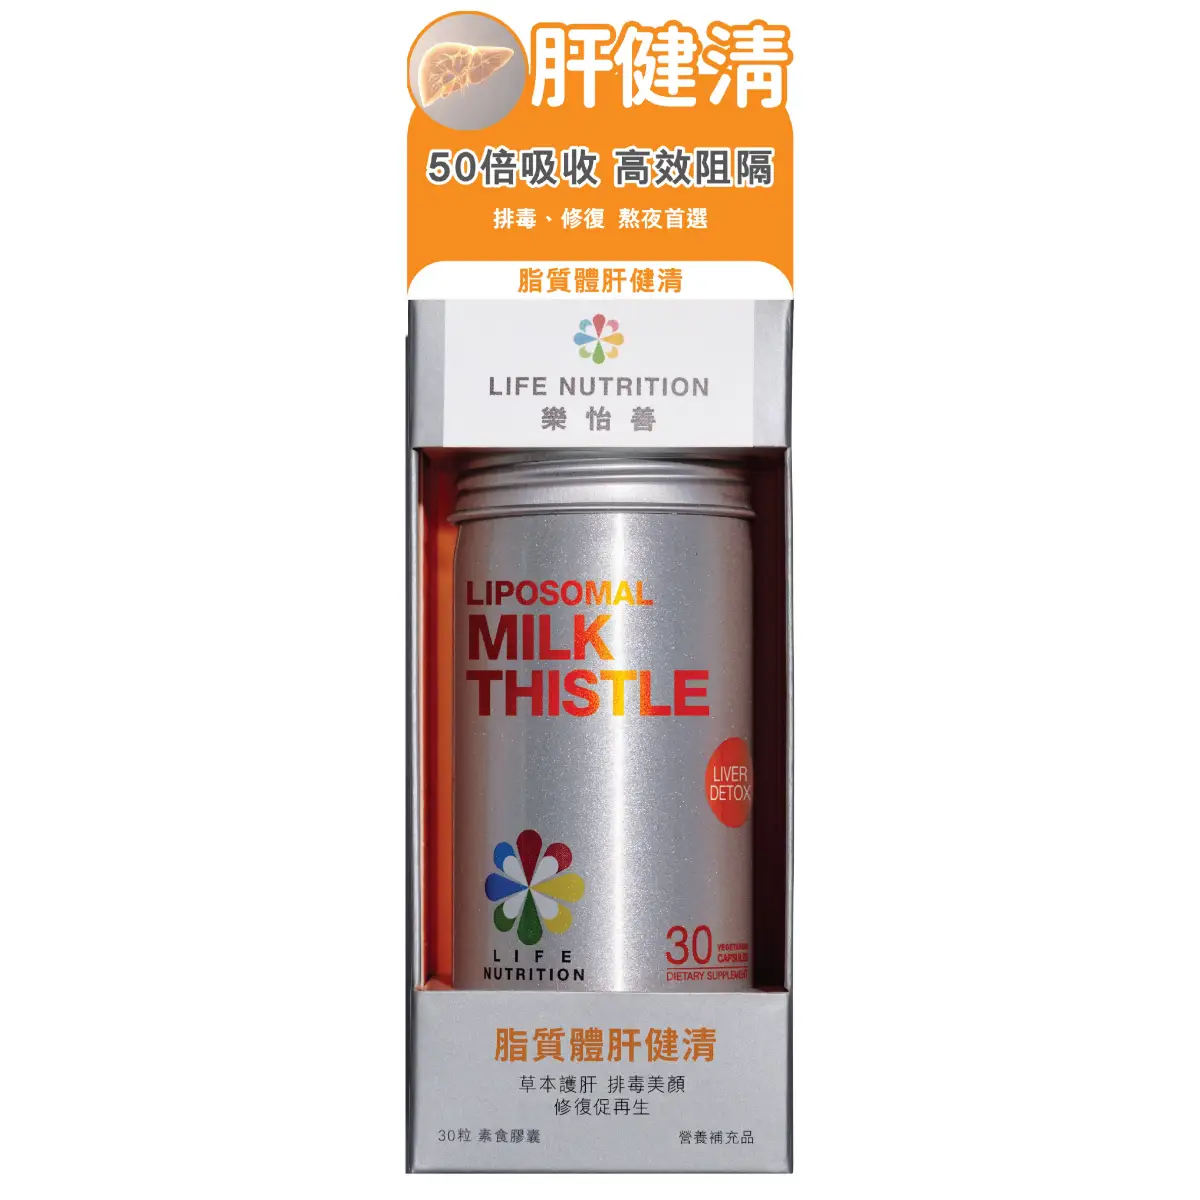 肝健清
50倍吸收 高效阻隔
排毒、修復 熬夜首選
脂質體肝健清
LIFE NUTRITION
樂怡善
LIPOSOMAL
MILK
THISTLE
LIVER
DETOX
LIFE
NUTRITION
30 VEGETARIAN
CAPSULES
DIETARY SUPPLEMENT
脂質體肝健清
草本護肝 排毒美顏
修復促再生
30粒 素食膠囊
營養補充品